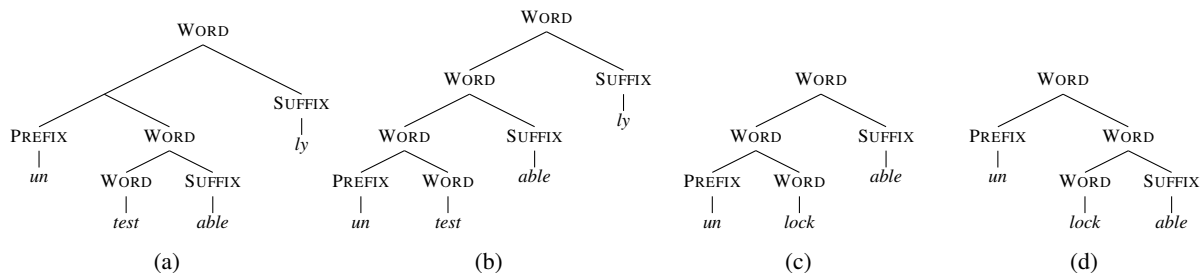 WORD
WORD SUFFIX
WORD SUFFIX
PREFIX WORD
un test able ly
(a)
WORD
WORD SUFFIX
WORD SUFFIX ly
PREFIX WORD able
un test
(b)
WORD
WORD SUFFIX
PREFIX WORD able
un lock
(c)
WORD
PREFIX WORD
un WORD SUFFIX
lock able
(d)